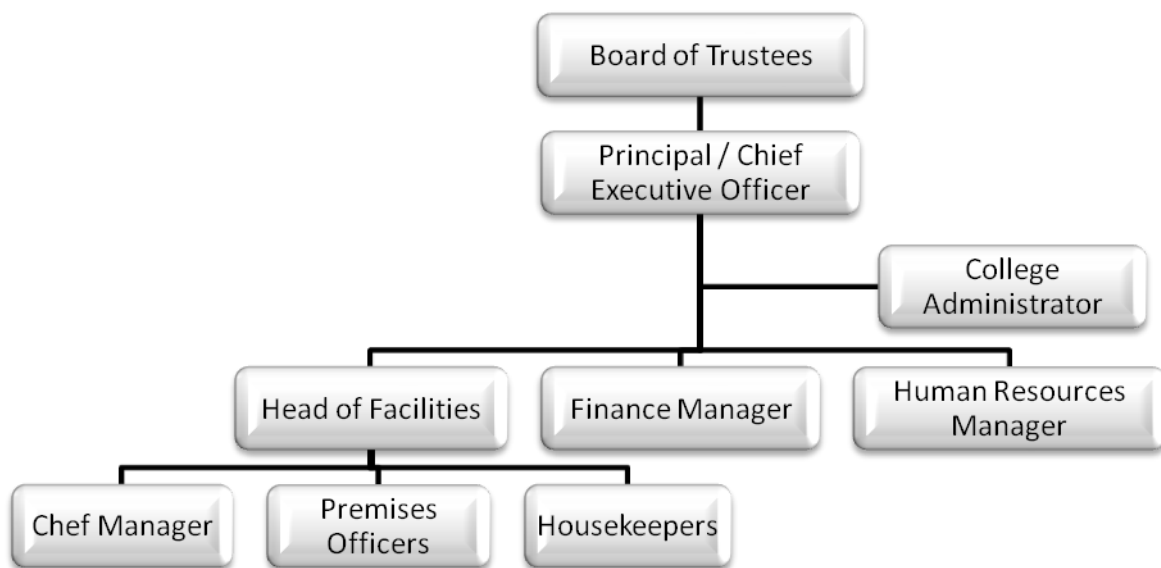 Board of Trustees
Principal / Chief
Executive Officer
College
Administrator
Head of Facilities
Finance Manager
Human Resources
Manager
Chef Manager
Premises
Officers
Housekeepers